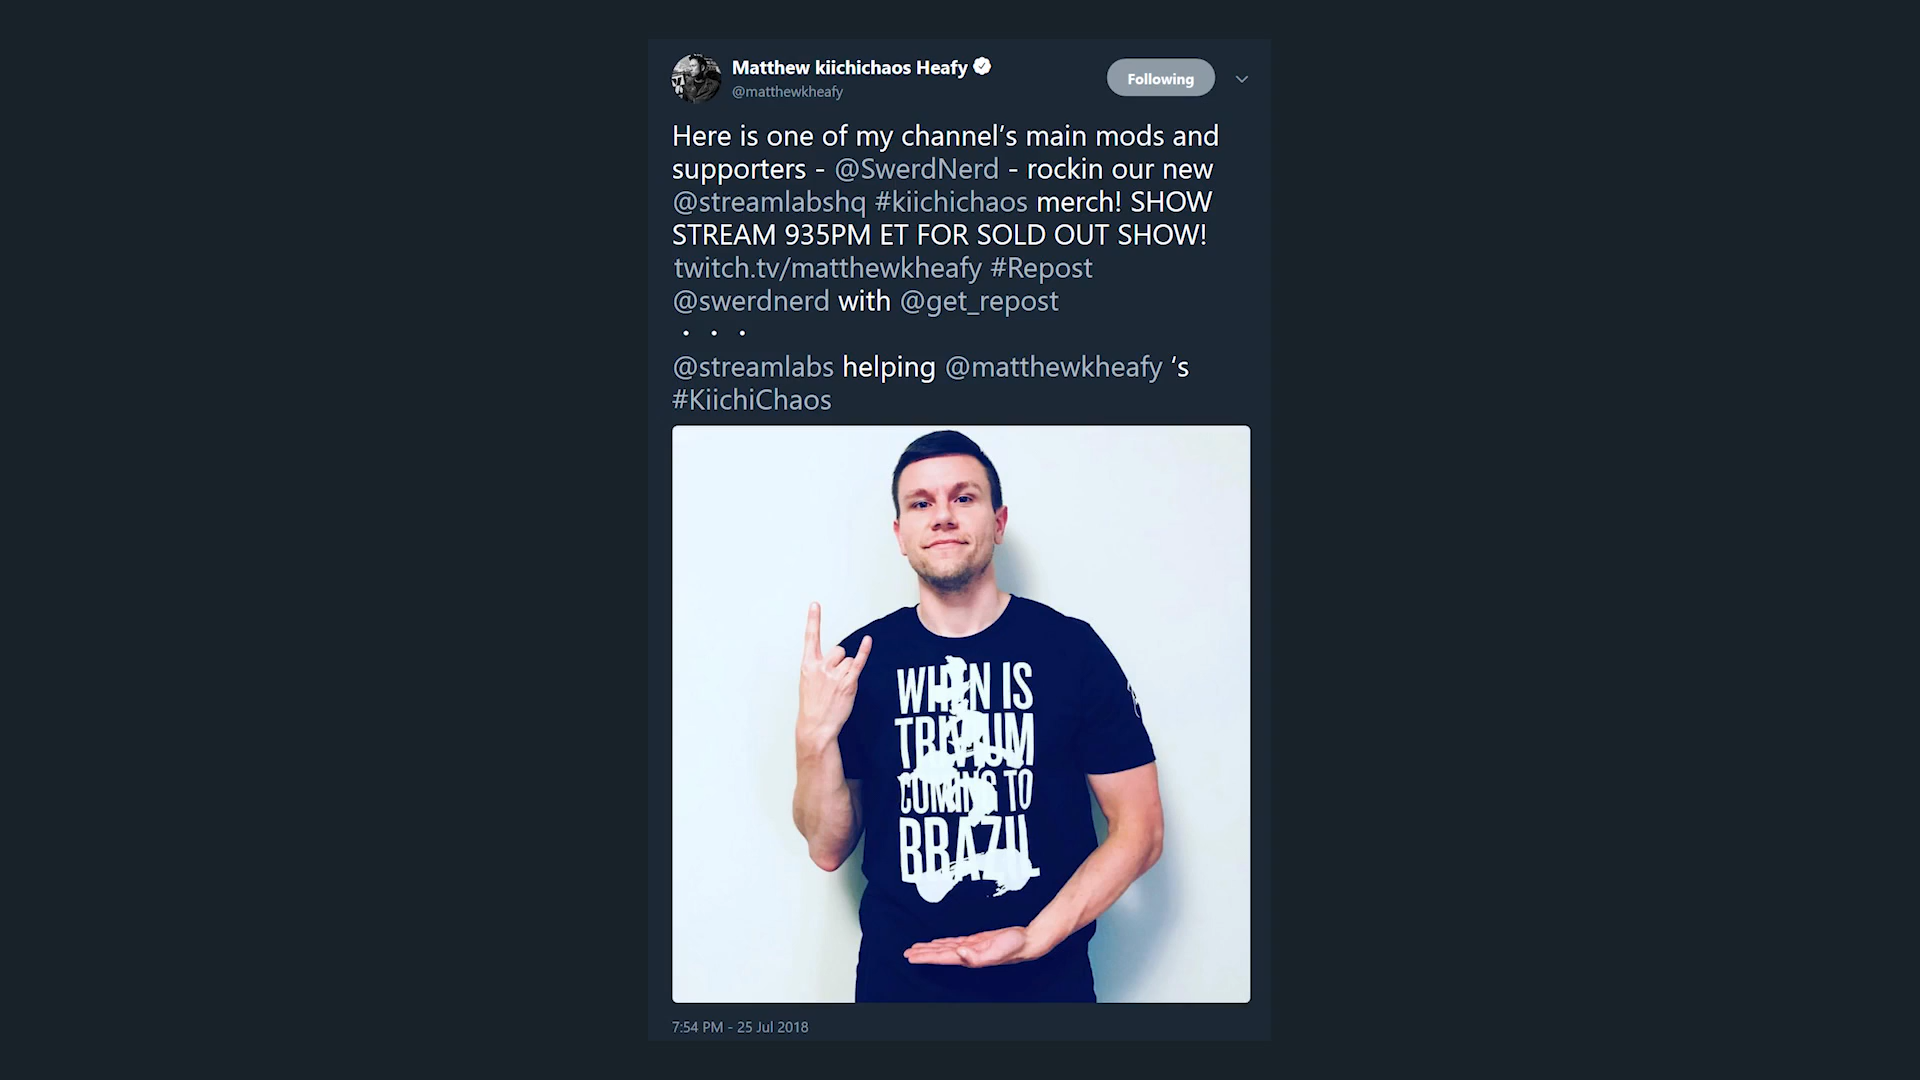 Matthew kiichichaos Heafy
@matthewkheafy
Following
Here is one of my channel’s main mods and
supporters - @SwerdNerd - rockin our new
@streamlabshq #kiichichaos merch! SHOW
STREAM 935PM ET FOR SOLD OUT SHOW!
twitch.tv/matthewkheafy #Repost
@swerdnerd with @get_repost
・・・
@streamlabs helping @matthewkheafy ‘s
#KiichiChaos
WHEN IS
TRIVIUM
COMING TO
BRAZIL
7:54 PM - 25 Jul 2018